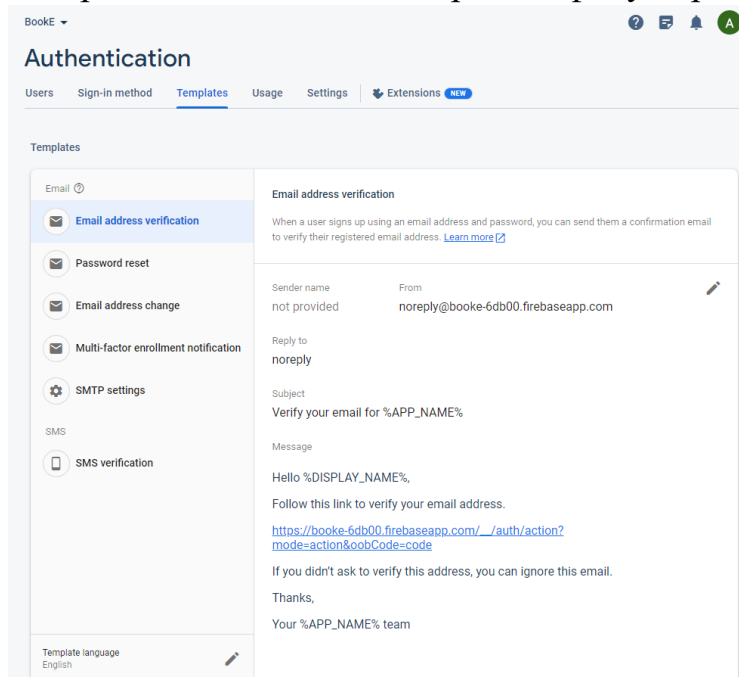 BookE
A
Authentication
Users Sign-in method Templates Usage Settings Extensions NEW
Templates
Email
Email address verification
Password reset
Email address change
Multi-factor enrollment notification
SMTP settings
SMS
SMS verification
Template language
English
Email address verification
When a user signs up using an email address and password, you can send them a confirmation email
to verify their registered email address. Learn more
Sender name From
not provided noreply@booke-6db00.firebaseapp.com
Reply to
noreply
Subject
Verify your email for %APP_NAME%
Message
Hello %DISPLAY_NAME%,
Follow this link to verify your email address.
https://booke-6db00.firebaseapp.com/__/auth/action?
mode=action&oobCode=code
If you didn't ask to verify this address, you can ignore this email.
Thanks,
Your %APP_NAME% team